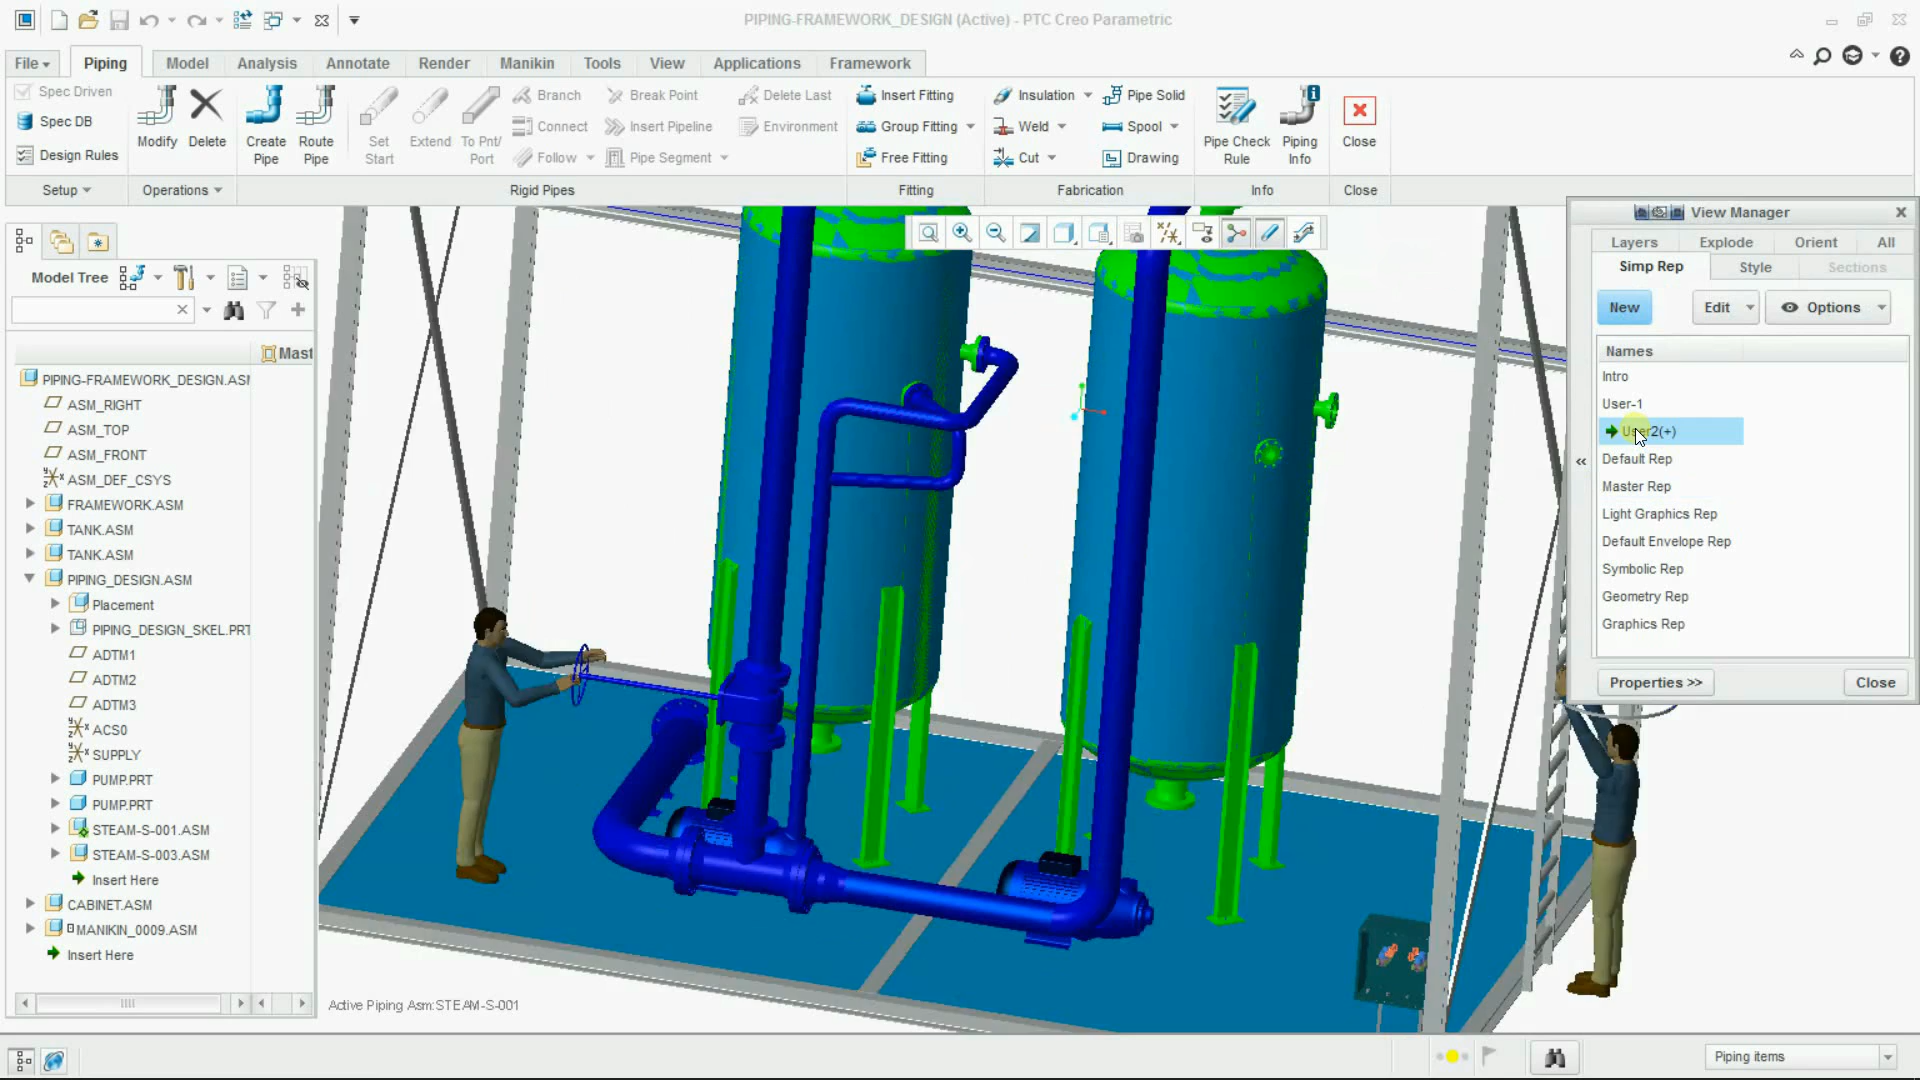 PIPING-FRAMEWORK_DESIGN (Active) - PTC Creo Parametric
File Piping Model Analysis Annotate Render Manikin Tools View Applications Framework
Spec Driven
Spec DB
Design Rules
Modify Delete
Create Pipe
Route Pipe
Set Start
Extend
To Pnt/ Port
Branch
Connect
Follow
Break Point
Insert Pipeline
Pipe Segment
Delete Last
Environment
Insert Fitting
Group Fitting
Free Fitting
Insulation
Weld
Cut
Pipe Solid
Spool
Drawing
Pipe Check Rule
Piping Info
Close
Setup Operations Rigid Pipes Fitting Fabrication Info Close
Model Tree
Mast
PIPING-FRAMEWORK_DESIGN.ASM
ASM_RIGHT
ASM_TOP
ASM_FRONT
ASM_DEF_CSYS
FRAMEWORK.ASM
TANK.ASM
TANK.ASM
PIPING_DESIGN.ASM
Placement
PIPING_DESIGN_SKEL.PRT
ADTM1
ADTM2
ADTM3
ACS0
SUPPLY
PUMP.PRT
PUMP.PRT
STEAM-S-001.ASM
STEAM-S-003.ASM
Insert Here
CABINET.ASM
MANIKIN_0009.ASM
Insert Here
Active Piping Asm:STEAM-S-001
View Manager
Layers Explode Orient All
Simp Rep Style Sections
New Edit Options
Names
Intro
User-1
User2(+)
Default Rep
Master Rep
Light Graphics Rep
Default Envelope Rep
Symbolic Rep
Geometry Rep
Graphics Rep
Properties >> Close
Piping items